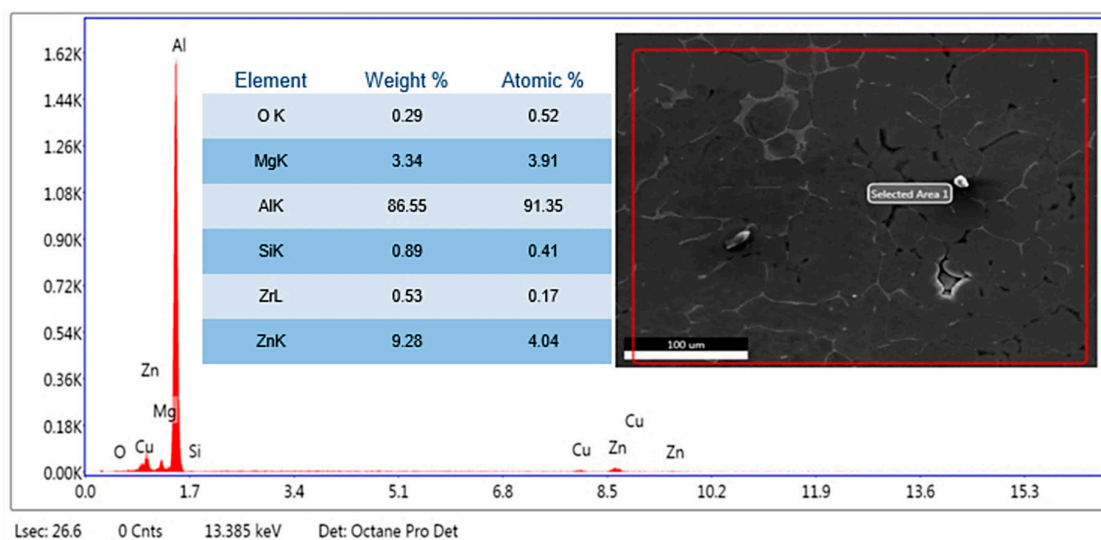 1.62K
1.44K
1.26K
1.08K
0.90K
0.72K
0.54K
0.36K
0.18K
0.00K
Al
Zn
Mg
O
Cu
Si
Cu
Zn
Cu
Zn
Element Weight % Atomic %
O K 0.29 0.52
MgK 3.34 3.91
AlK 86.55 91.35
SiK 0.89 0.41
ZrL 0.53 0.17
ZnK 9.28 4.04
Selected Area 1
100 um
0.0 1.7 3.4 5.1 6.8 8.5 10.2 11.9 13.6 15.3
Lsec: 26.6 0 Cnts 13.385 keV Det: Octane Pro Det